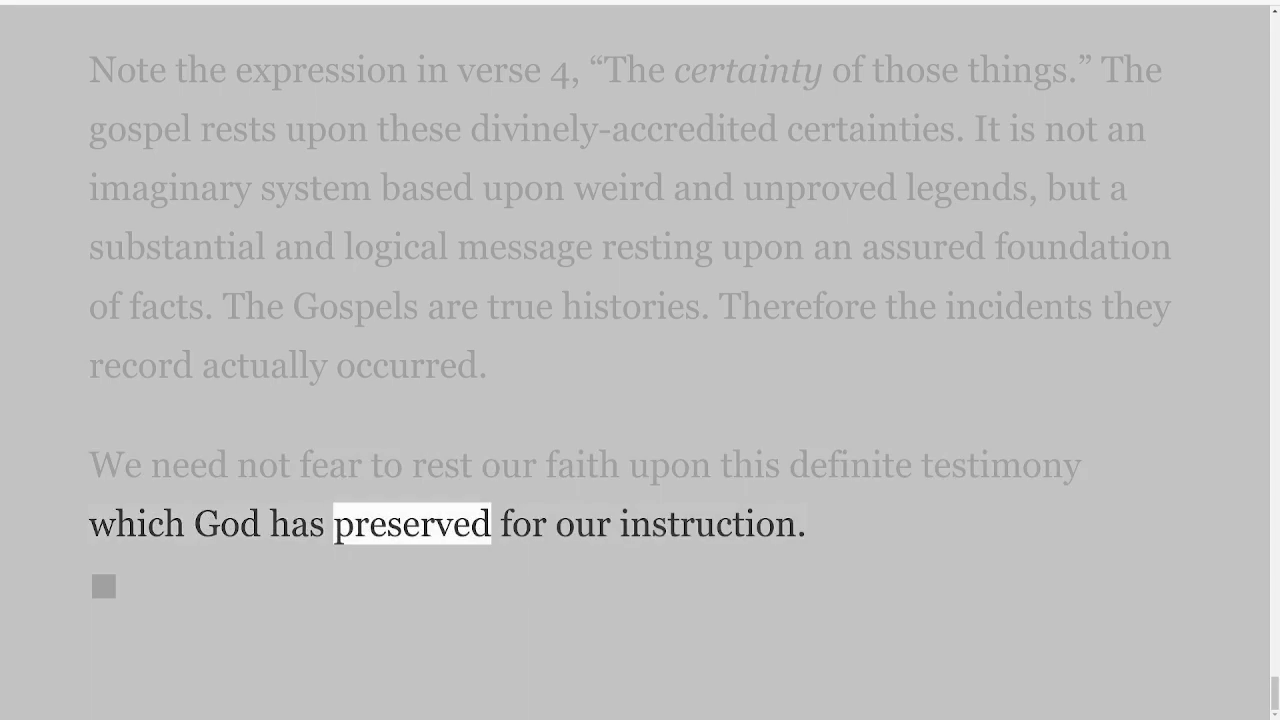 Note the expression in verse 4, “The certainty of those things.” The
gospel rests upon these divinely-accredited certainties. It is not an
imaginary system based upon weird and unproved legends, but a
substantial and logical message resting upon an assured foundation
of facts. The Gospels are true histories. Therefore the incidents they
record actually occurred.
We need not fear to rest our faith upon this definite testimony
which God has preserved for our instruction.